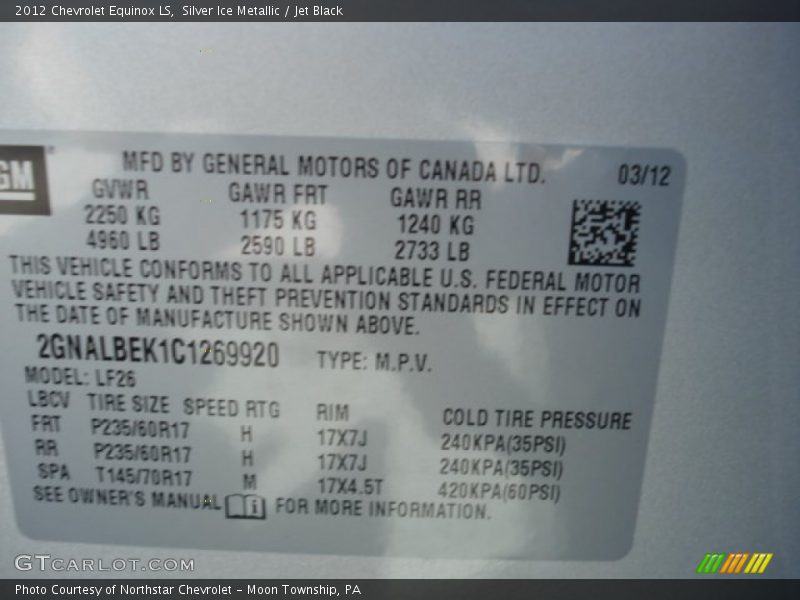 2012 Chevrolet Equinox LS,  Silver Ice Metallic / Jet Black
GM
MFD BY GENERAL MOTORS OF CANADA LTD. 03/12
GVWR GAWR FRT GAWR RR
2250 KG 1175 KG 1240 KG
4960 LB 2590 LB 2733 LB
THIS VEHICLE CONFORMS TO ALL APPLICABLE U.S. FEDERAL MOTOR
VEHICLE SAFETY AND THEFT PREVENTION STANDARDS IN EFFECT ON
THE DATE OF MANUFACTURE SHOWN ABOVE.
2GNALBEK1C1269920 TYPE: M.P.V.
MODEL: LF26
LBCV TIRE SIZE SPEED RTG RIM COLD TIRE PRESSURE
FRT P235/60R17 H 17X7J 240KPA(35PSI)
RR P235/60R17 H 17X7J 240KPA(35PSI)
SPA T145/70R17 M 17X4.5T 420KPA(60PSI)
SEE OWNER'S MANUAL i FOR MORE INFORMATION.
GTCARLOT.COM
Photo Courtesy of Northstar Chevrolet – Moon Township, PA